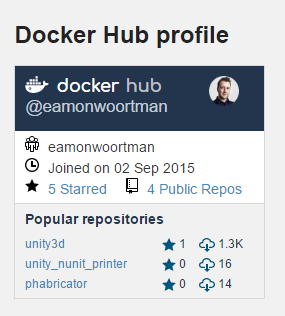 Docker Hub profile
docker hub
@eamonwoortman
eamonwoortman
Joined on 02 Sep 2015
5 Starred 4 Public Repos
Popular repositories
unity3d 1 1.3K
unity_nunit_printer 0 16
phabricator 0 14